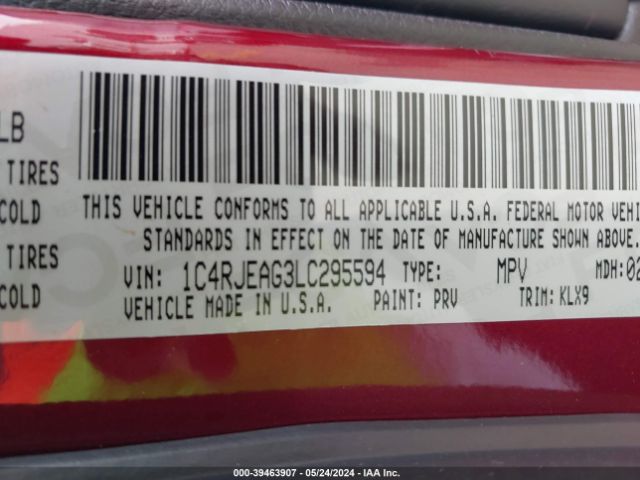 LB
TIRES
COLD
TIRES
COLD
THIS VEHICLE CONFORMS TO ALL APPLICABLE U.S.A. FEDERAL MOTOR VEHI
STANDARDS IN EFFECT ON THE DATE OF MANUFACTURE SHOWN ABOVE.
VIN: 1C4RJEAG3LC295594 TYPE: MPV MDH:02
VEHICLE MADE IN U.S.A. PAINT: PRV TRIM: KLX9
000-39463907 - 05/24/2024 - IAA Inc.